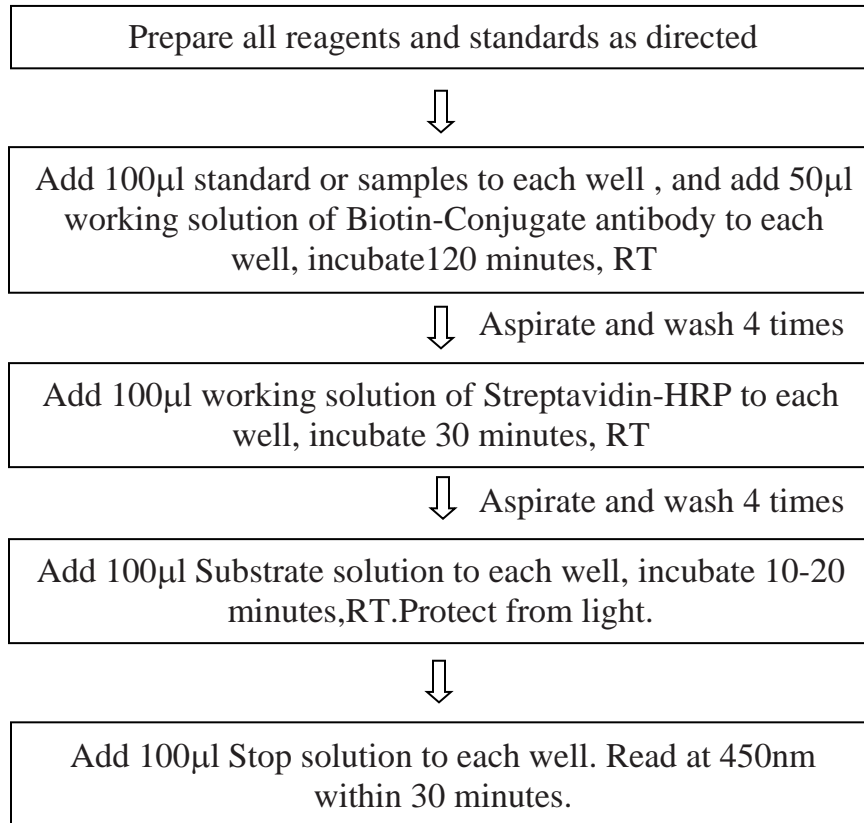 Prepare all reagents and standards as directed
Add 100μl standard or samples to each well , and add 50μl
working solution of Biotin-Conjugate antibody to each
well, incubate120 minutes, RT
Aspirate and wash 4 times
Add 100μl working solution of Streptavidin-HRP to each
well, incubate 30 minutes, RT
Aspirate and wash 4 times
Add 100μl Substrate solution to each well, incubate 10-20
minutes,RT.Protect from light.
Add 100μl Stop solution to each well. Read at 450nm
within 30 minutes.